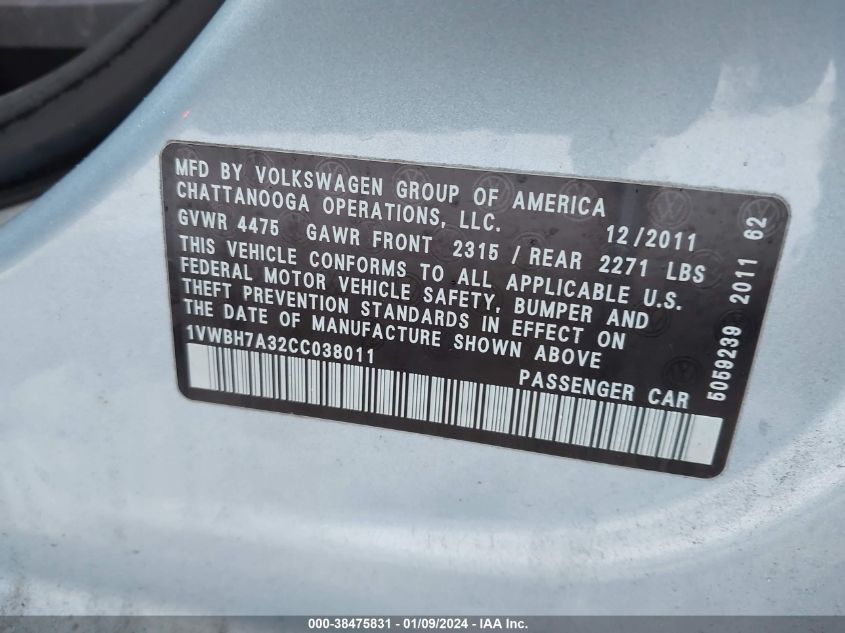 MFD BY VOLKSWAGEN GROUP OF AMERICA
CHATTANOOGA OPERATIONS, LLC. 12/2011
GVWR 4475 GAWR FRONT 2315 / REAR 2271 LBS
THIS VEHICLE CONFORMS TO ALL APPLICABLE U.S.
FEDERAL MOTOR VEHICLE SAFETY, BUMPER AND
THEFT PREVENTION STANDARDS IN EFFECT ON
THE DATE OF MANUFACTURE SHOWN ABOVE
1VWBH7A32CC038011
PASSENGER CAR
5059239 2011 62
000-38475831 - 01/09/2024 - IAA Inc.